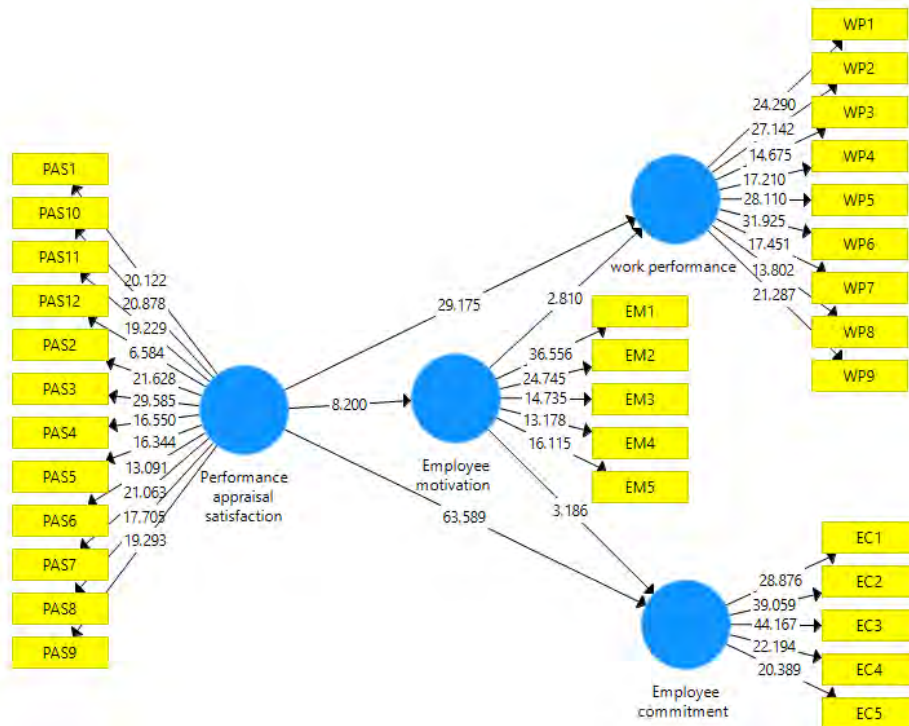 WP1
WP2
WP3
WP4
WP5
WP6
WP7
WP8
WP9
24.290
27.142
14.675
17.210
28.110
31.925
17.451
13.802
21.287
work performance
PAS1
PAS10
PAS11
PAS12
PAS2
PAS3
PAS4
PAS5
PAS6
PAS7
PAS8
PAS9
20.122
20.878
19.229
6.584
21.628
29.585
16.550
16.344
13.091
21.063
17.705
19.293
Performance
appraisal
satisfaction
29.175
8.200
63.589
2.810
3.186
Employee
motivation
EM1
EM2
EM3
EM4
EM5
36.556
24.745
14.735
13.178
16.115
EC1
EC2
EC3
EC4
EC5
28.876
39.059
44.167
22.194
20.389
Employee
commitment